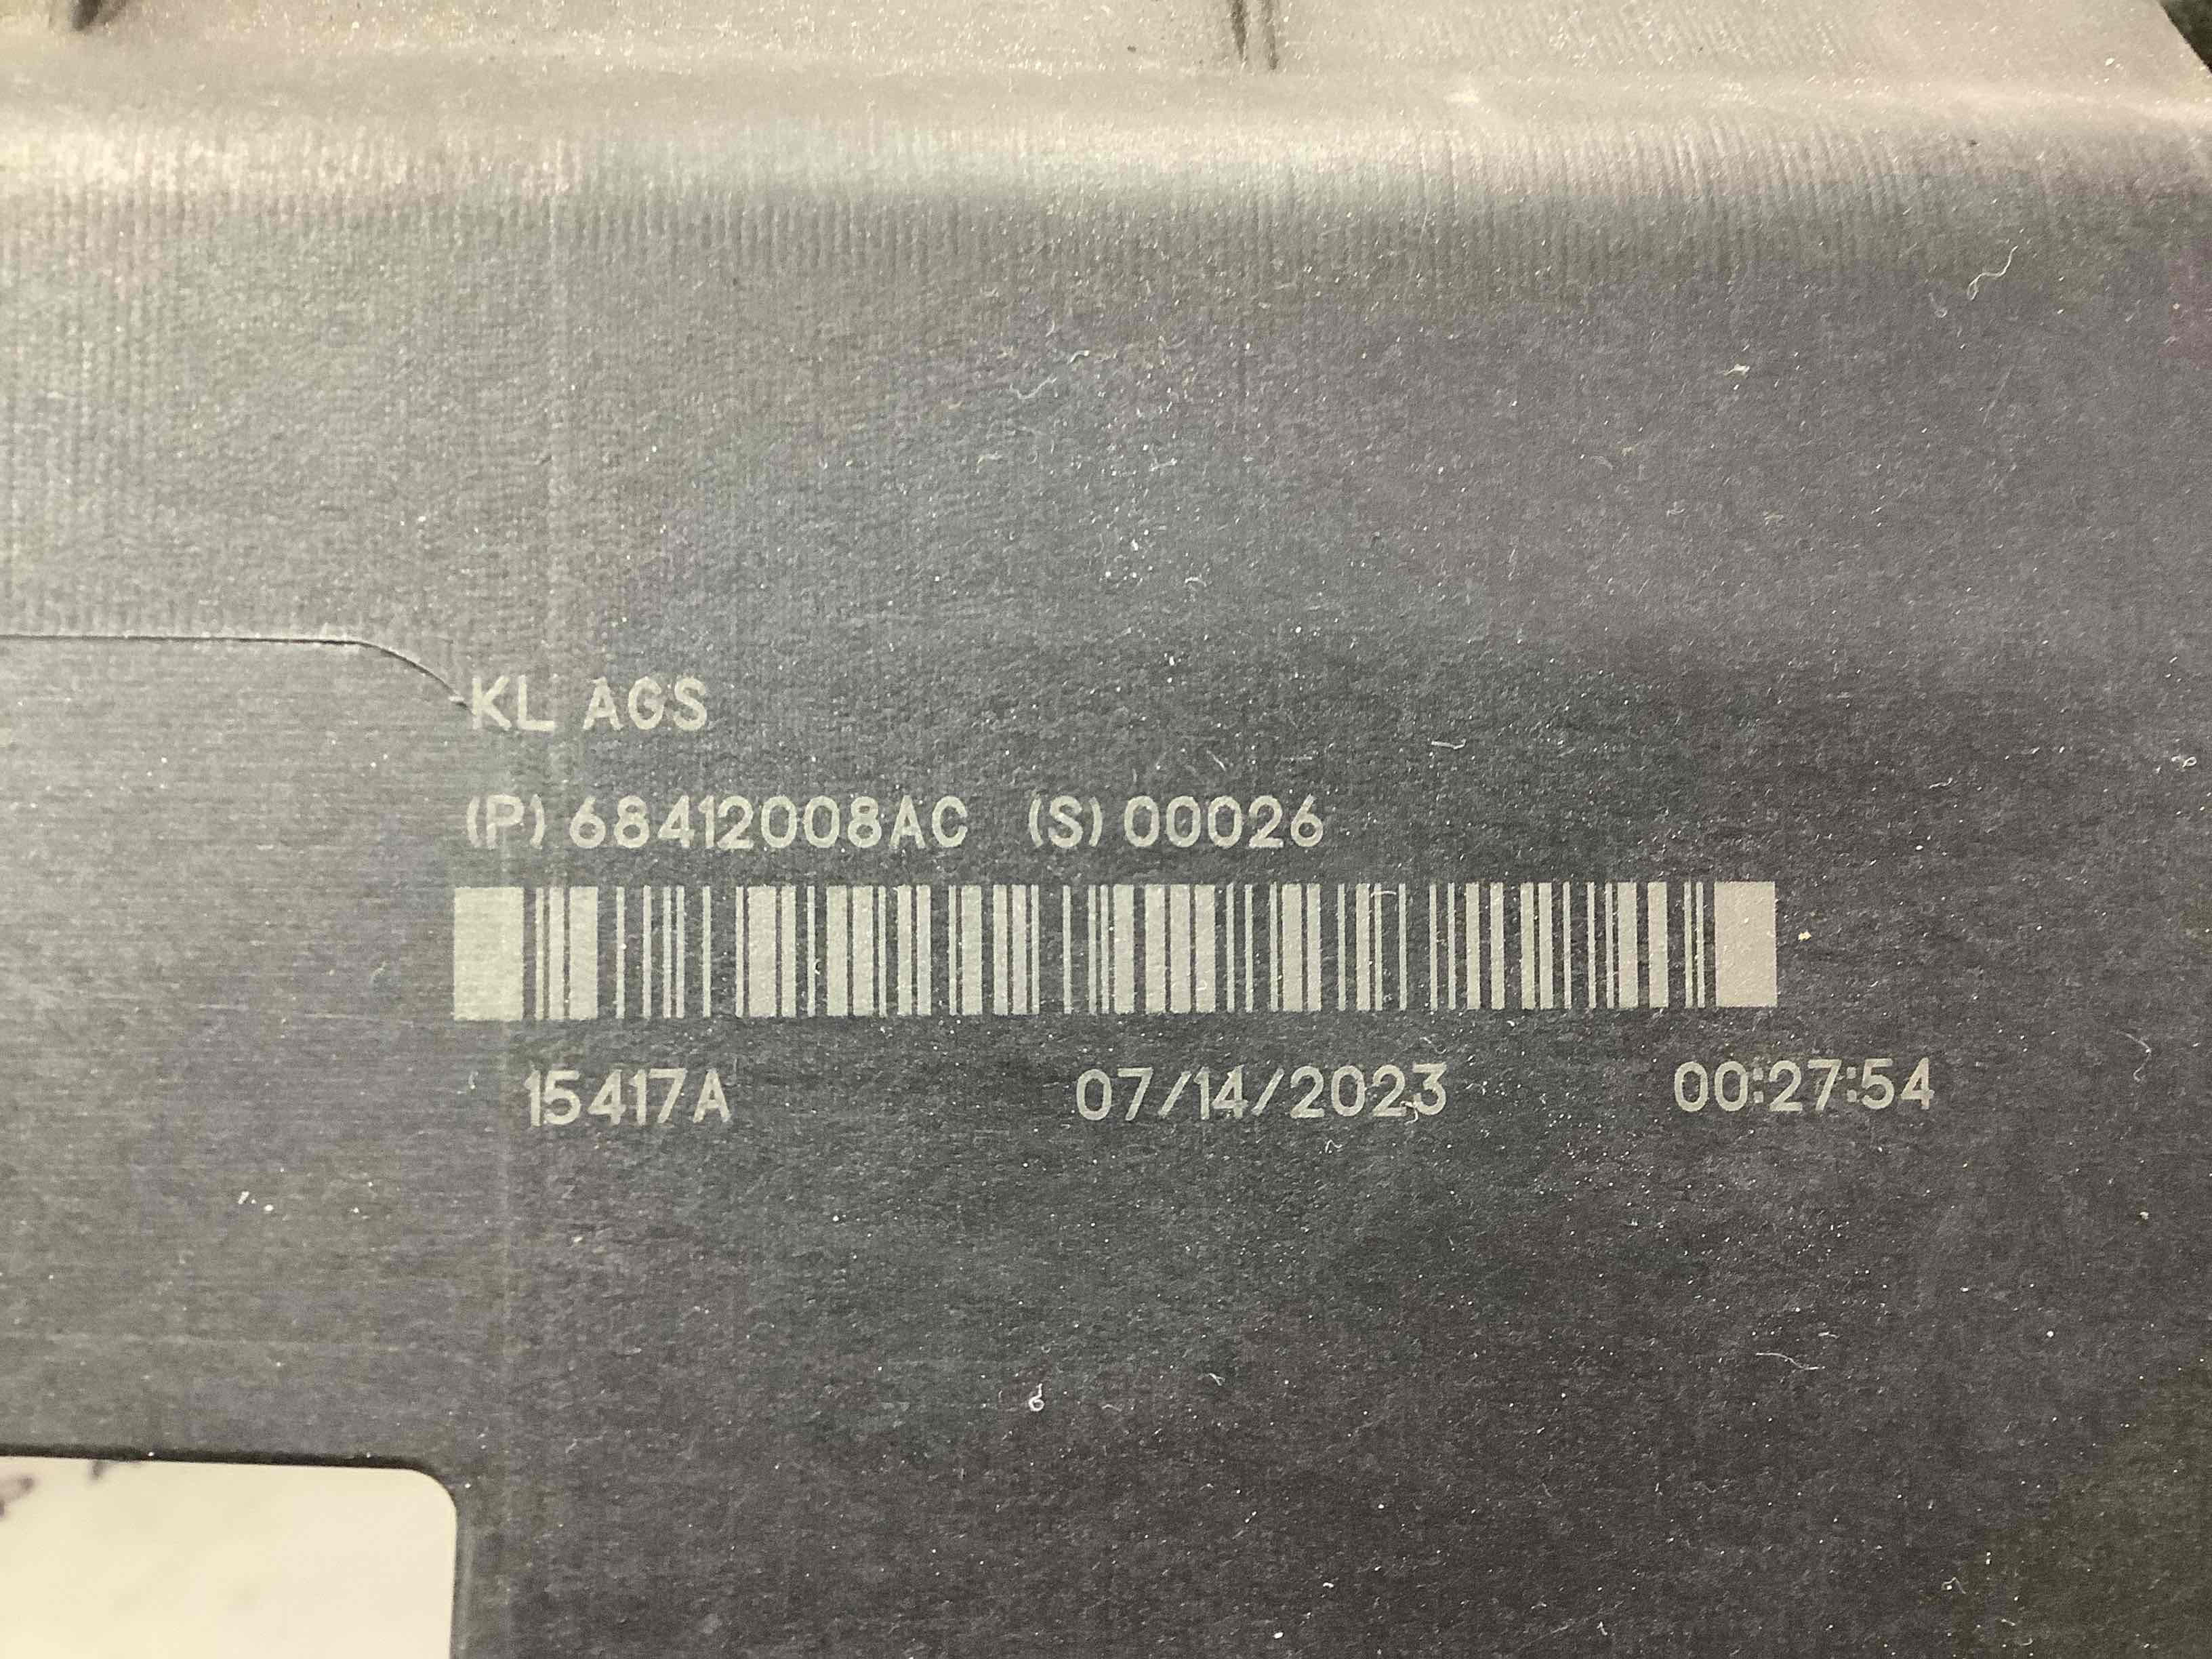 KL AGS
(P) 68412008AC (S) 00026
15417A 07/14/2023 00:27:54